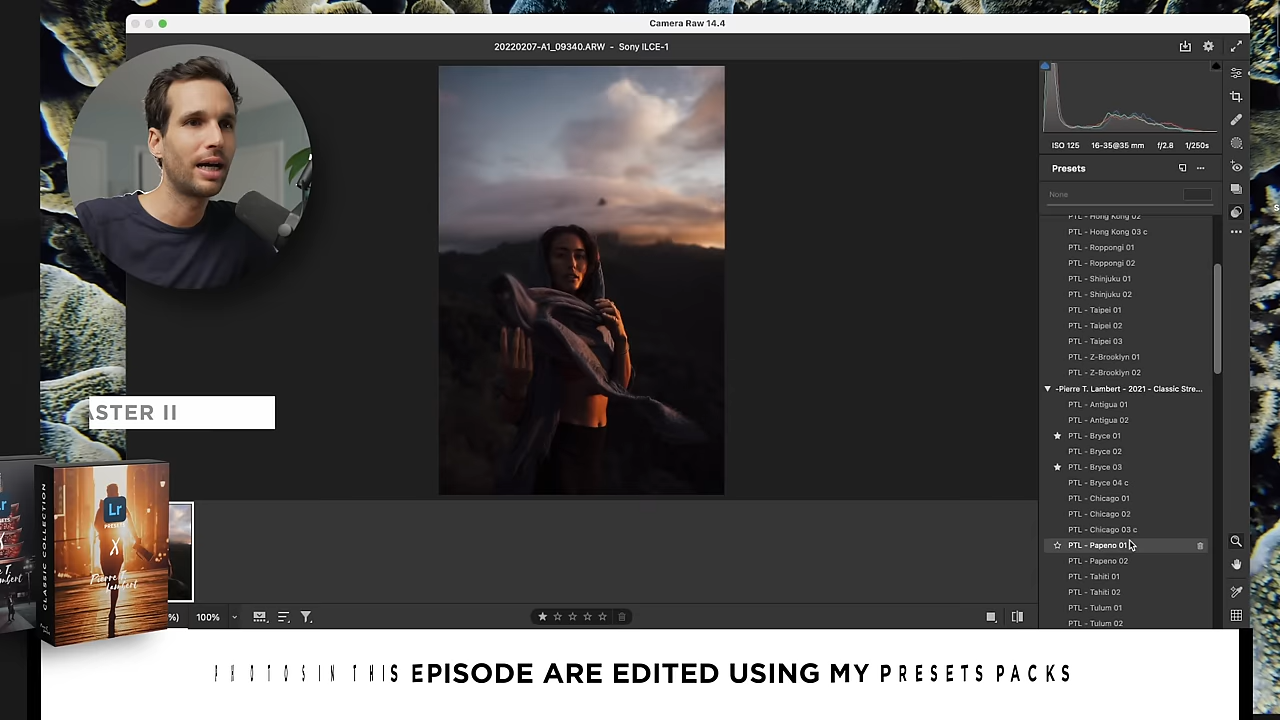 Camera Raw 14.4
20220207-A1_09340.ARW - Sony ILCE-1
ISO 125 16-35@35 mm f/2.8 1/250s
Presets
None
PTL - Hong Kong 02
PTL - Hong Kong 03 c
PTL - Roppongi 01
PTL - Roppongi 02
PTL - Shinjuku 01
PTL - Shinjuku 02
PTL - Taipei 01
PTL - Taipei 02
PTL - Taipei 03
PTL - Z-Brooklyn 01
PTL - Z-Brooklyn 02
-Pierre T. Lambert - 2021 - Classic Stre...
PTL - Antigua 01
PTL - Antigua 02
PTL - Bryce 01
PTL - Bryce 02
PTL - Bryce 03
PTL - Bryce 04 c
PTL - Chicago 01
PTL - Chicago 02
PTL - Chicago 03 c
PTL - Papeno 01
PTL - Papeno 02
PTL - Tahiti 01
PTL - Tahiti 02
PTL - Tulum 01
PTL - Tulum 02
ASTER II
CLASSIC COLLECTION
Lr
PRESETS
X
Pierre T.
Lambert
%) 100%
PHOTOS IN THIS EPISODE ARE EDITED USING MY PRESETS PACKS